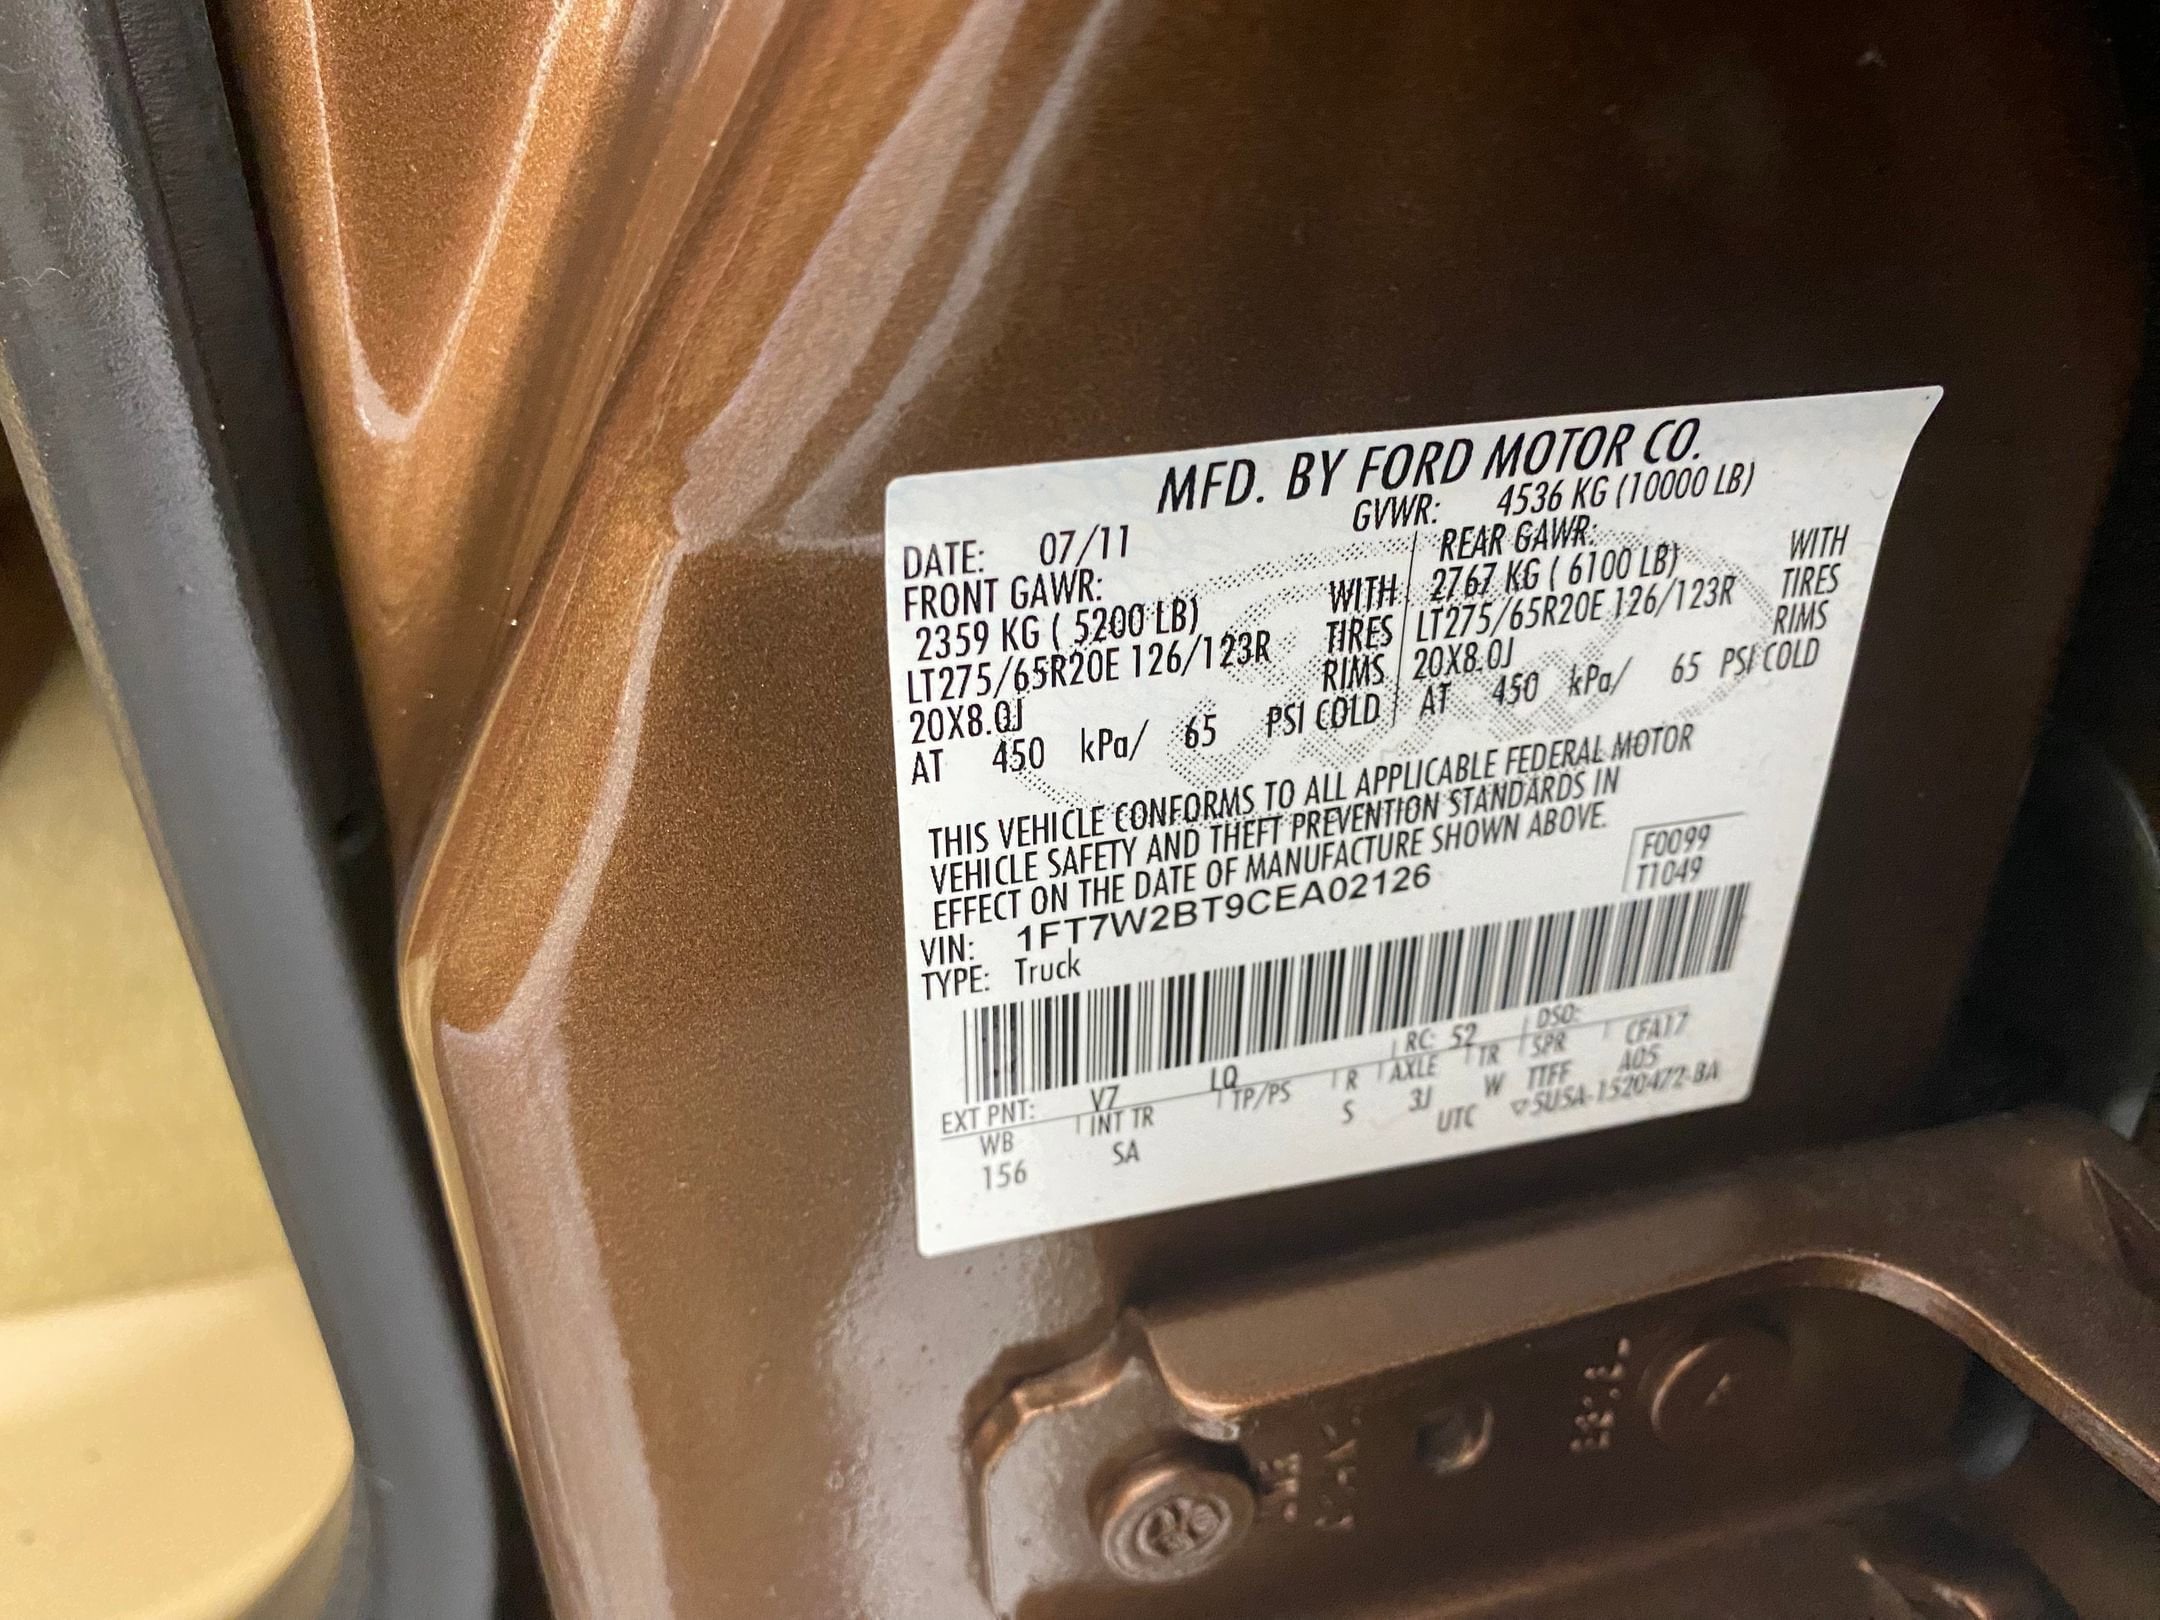 MFD. BY FORD MOTOR CO.
DATE: 07/11 GVWR: 4536 KG (10000 LB)
FRONT GAWR: REAR GAWR:
2359 KG ( 5200 LB) WITH 2767 KG ( 6100 LB) WITH
LT275/65R20E 126/123R TIRES LT275/65R20E 126/123R TIRES
20X8.0J RIMS 20X8.0J RIMS
AT 450 kPa/ 65 PSI COLD AT 450 kPa/ 65 PSI COLD
THIS VEHICLE CONFORMS TO ALL APPLICABLE FEDERAL MOTOR
VEHICLE SAFETY AND THEFT PREVENTION STANDARDS IN
EFFECT ON THE DATE OF MANUFACTURE SHOWN ABOVE.
VIN: 1FT7W2BT9CEA02126 F0099
TYPE: Truck T1049
EXT PNT: V7 LQ RC: 52 DSO:
WB INT TR TP/PS R AXLE TR SPR CFA17
156 SA S 3J W TTFF A05
UTC ▽5U5A-1520472-BA